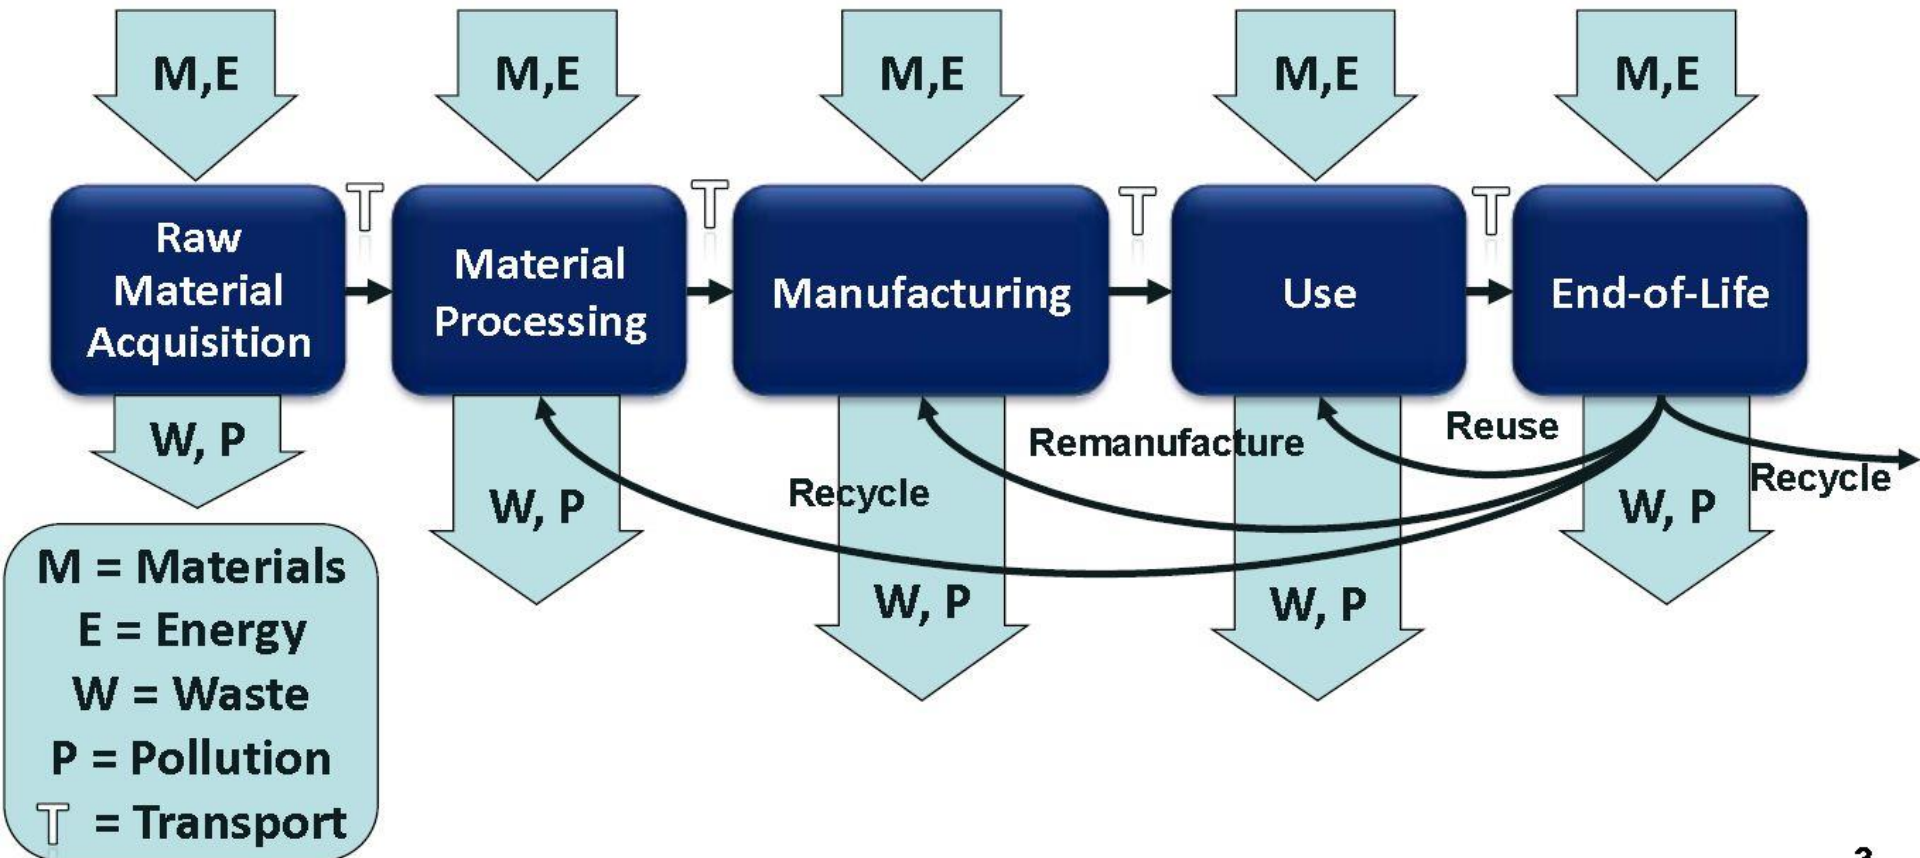 M,E
M,E
M,E
M,E
M,E
T
T
T
T
Raw
Material
Acquisition
Material
Processing
Manufacturing
Use
End-of-Life
W, P
W, P
W, P
W, P
W, P
Recycle
Remanufacture
Reuse
Recycle
M = Materials
E = Energy
W = Waste
P = Pollution
T = Transport